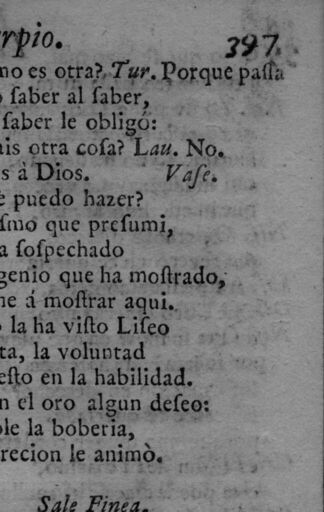 rpio. 397
no es otra? Tur. Porque passa
o saber al saber,
saber le obligó:
ais otra cosa? Lau. No.
s à Dios. Vase.
e puedo hazer?
smo que presumi,
a sospechado
genio que ha mostrado,
ne á mostrar aqui.
o la ha visto Liseo
ta, la voluntad
esto en la habilidad.
n el oro algun deseo:
ole la boberia,
recion le animò.
Sale Finea.